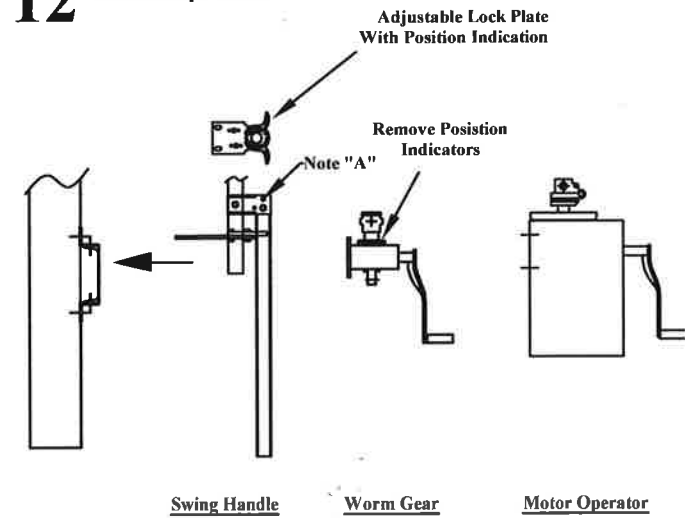 12
Adjustable Lock Plate
With Position Indication
Remove Posistion
Indicators
Note "A"
Swing Handle
Worm Gear
Motor Operator